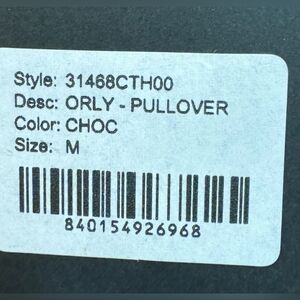 Style: 31468CTH00
Desc: ORLY - PULLOVER
Color: CHOC
Size: M
840154926968